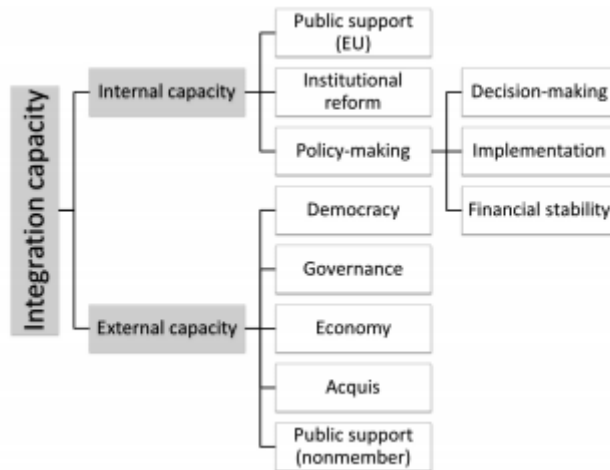 Integration capacity
Internal capacity
Public support
(EU)
Institutional
reform
Policy-making
Decision-making
Implementation
Financial stability
External capacity
Democracy
Governance
Economy
Acquis
Public support
(nonmember)